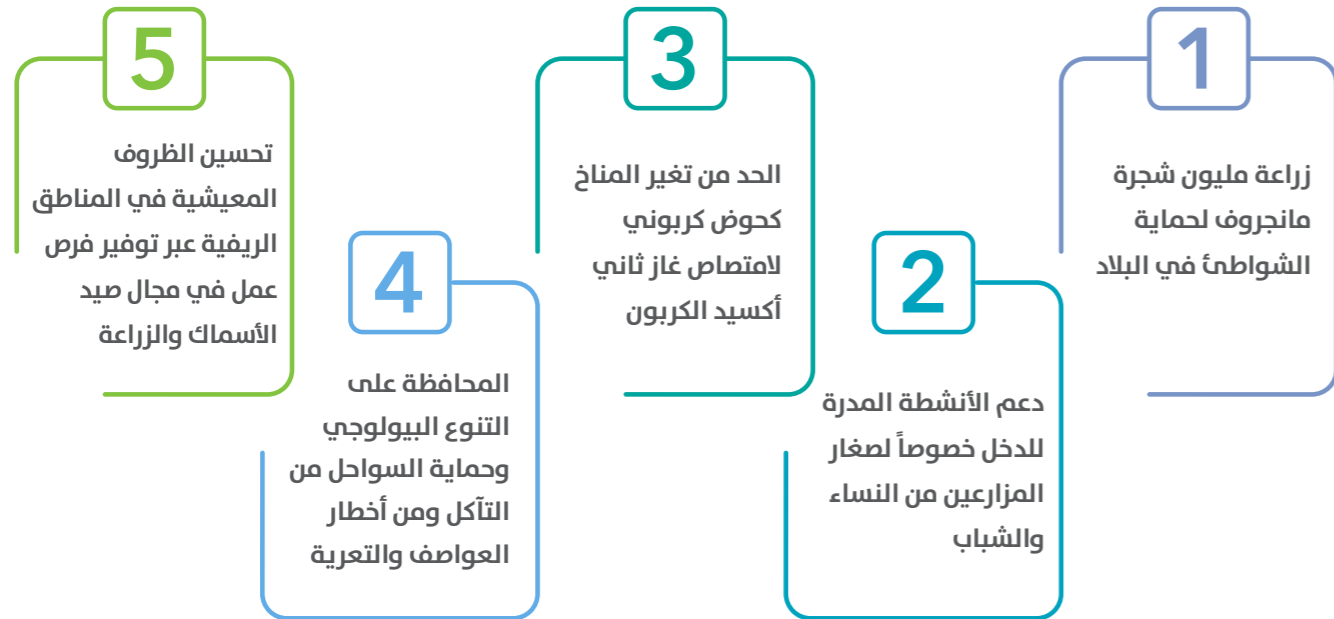 1
زراعة مليون شجرة
مانجروف لحماية
الشواطئ في البلاد
2
دعم الأنشطة المدرة
للدخل خصوصاً لصغار
المزارعين من النساء
والشباب
3
الحد من تغير المناخ
كحوض كربوني
لامتصاص غاز ثاني
أكسيد الكربون
4
المحافظة على
التنوع البيولوجي
وحماية السواحل من
التآكل ومن أخطار
العواصف والتعرية
5
تحسين الظروف
المعيشية في المناطق
الريفية عبر توفير فرص
عمل في مجال صيد
الأسماك والزراعة